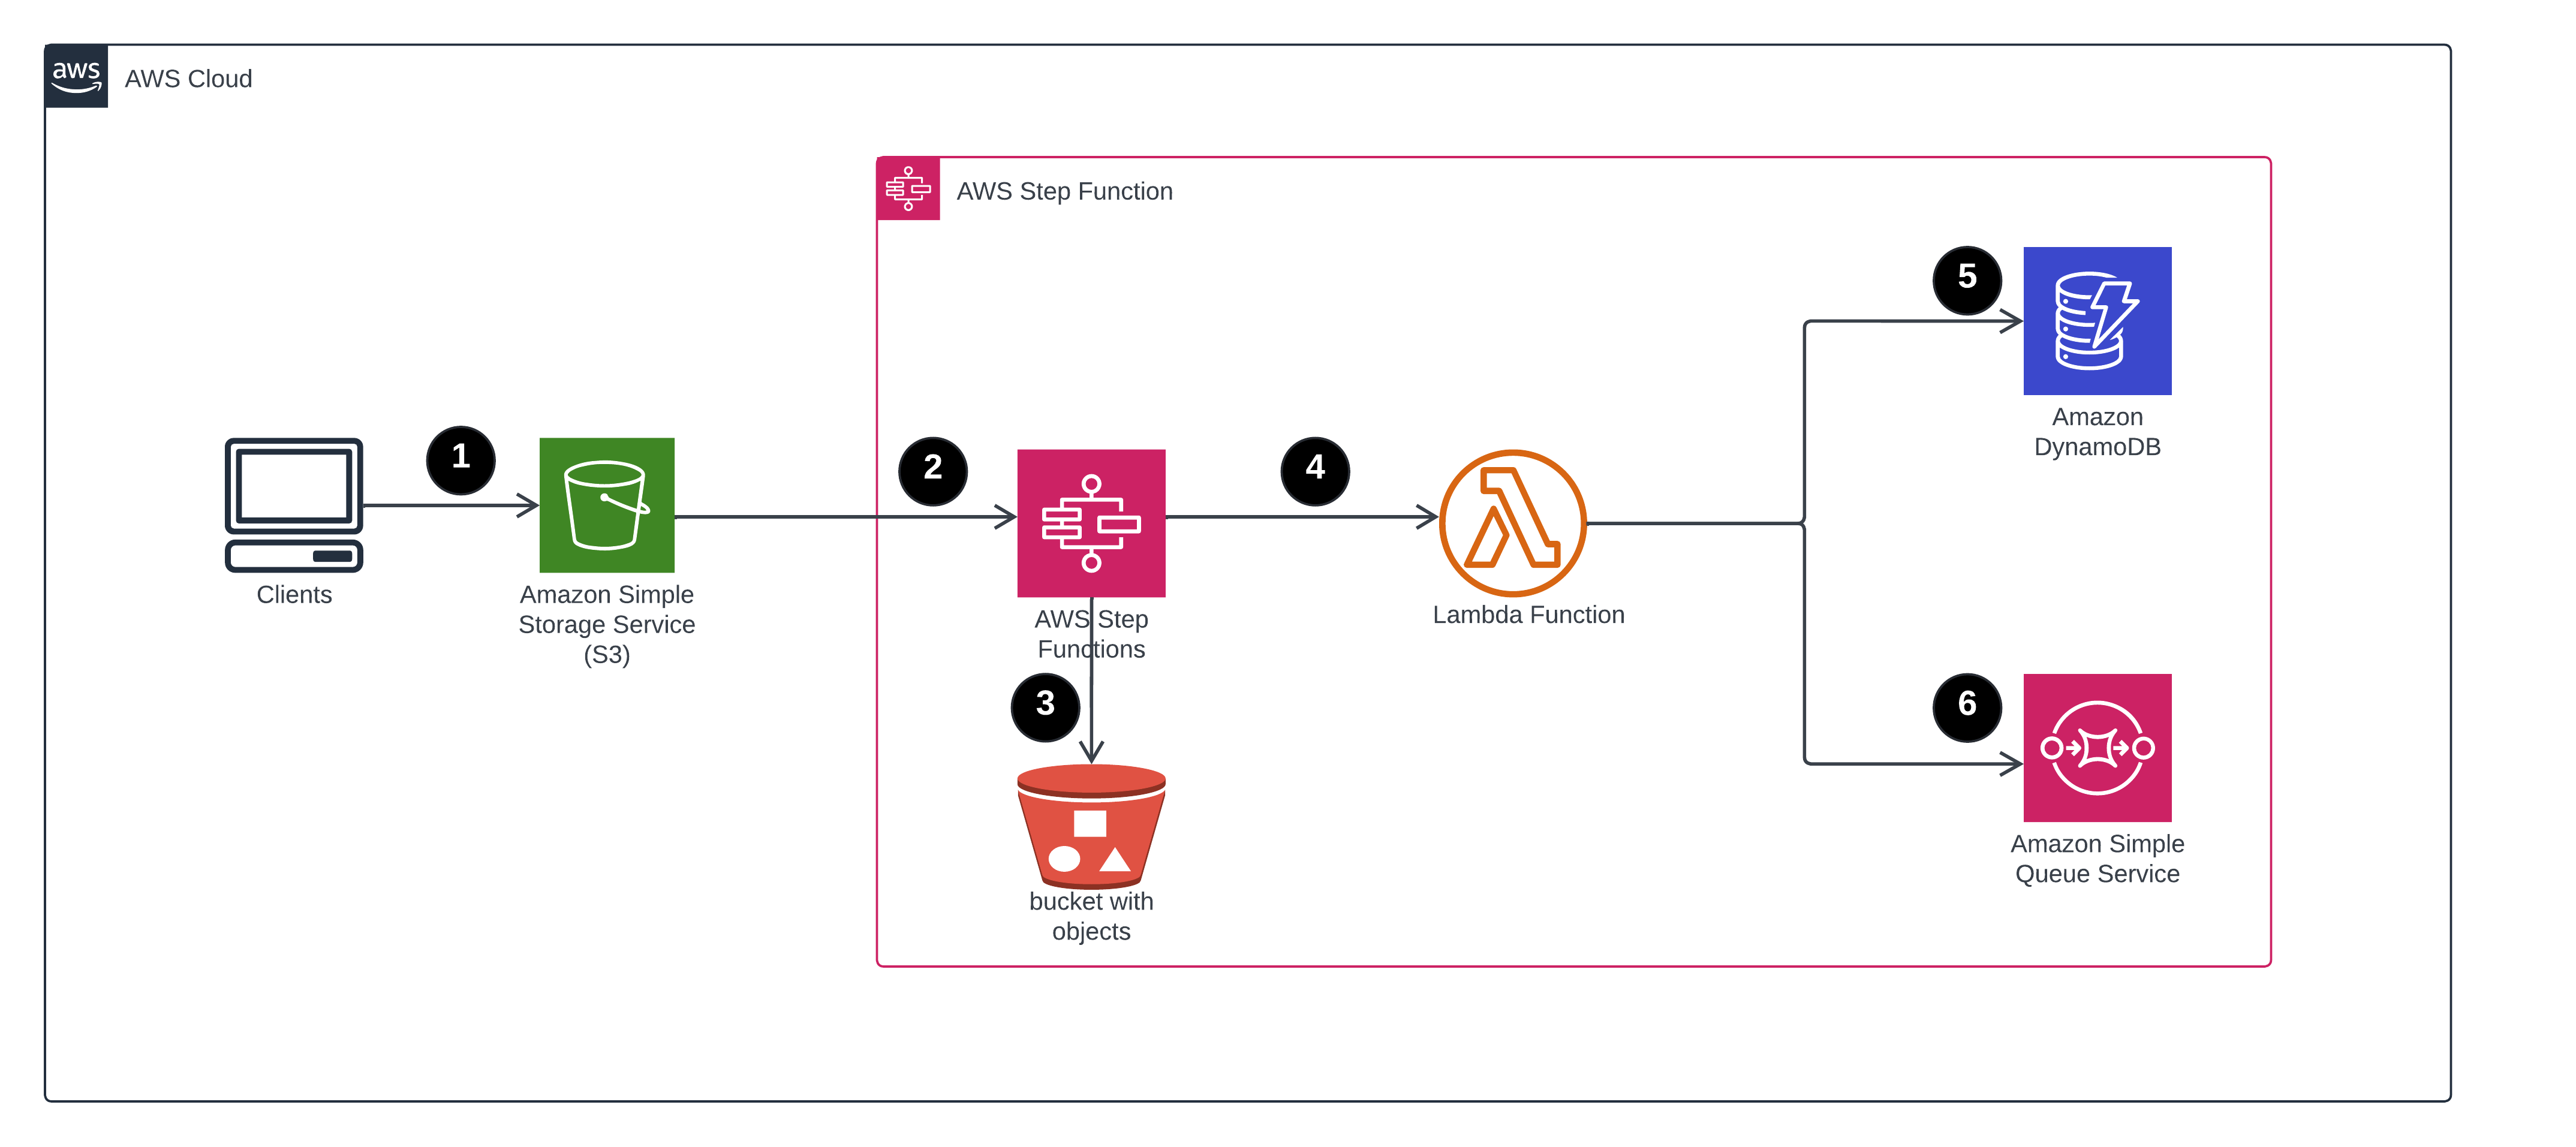 aws
AWS Cloud
AWS Step Function
5
Amazon
DynamoDB
1
2
4
Clients
Amazon Simple
Storage Service
(S3)
AWS Step
Functions
Lambda Function
3
6
bucket with
objects
Amazon Simple
Queue Service